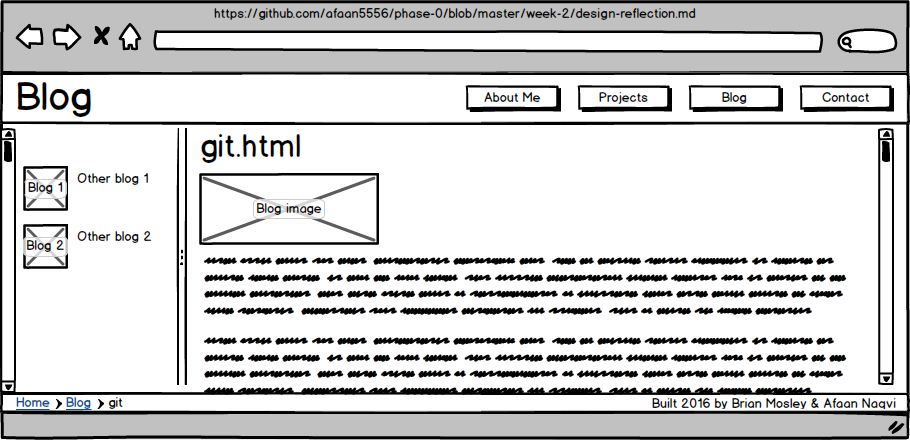 https://github.com/afaan5556/phase-0/blob/master/week-2/design-reflection.md
Blog
About Me
Projects
Blog
Contact
git.html
Blog 1
Other blog 1
Blog 2
Other blog 2
Blog image
Home Blog git
Built 2016 by Brian Mosley & Afaan Naqvi